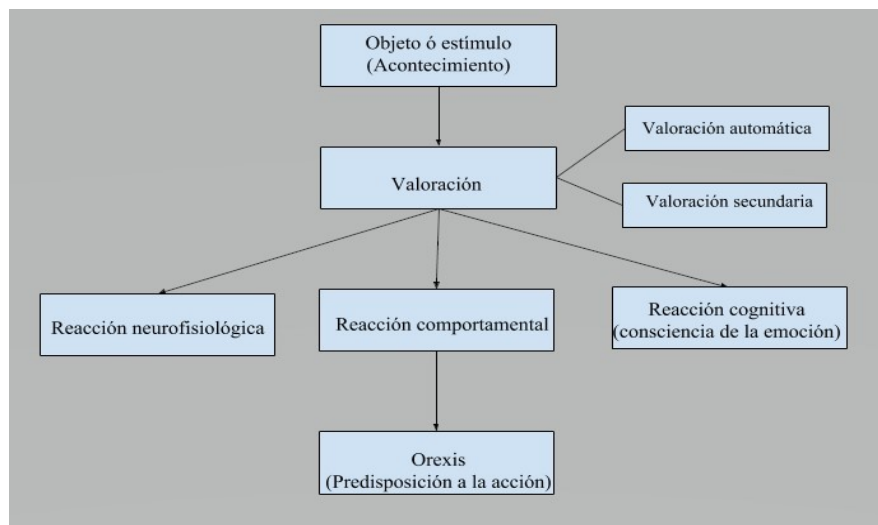 Objeto ó estímulo
(Acontecimiento)
Valoración automática
Valoración
Valoración secundaria
Reacción neurofisiológica
Reacción comportamental
Reacción cognitiva
(consciencia de la emoción)
Orexis
(Predisposición a la acción)